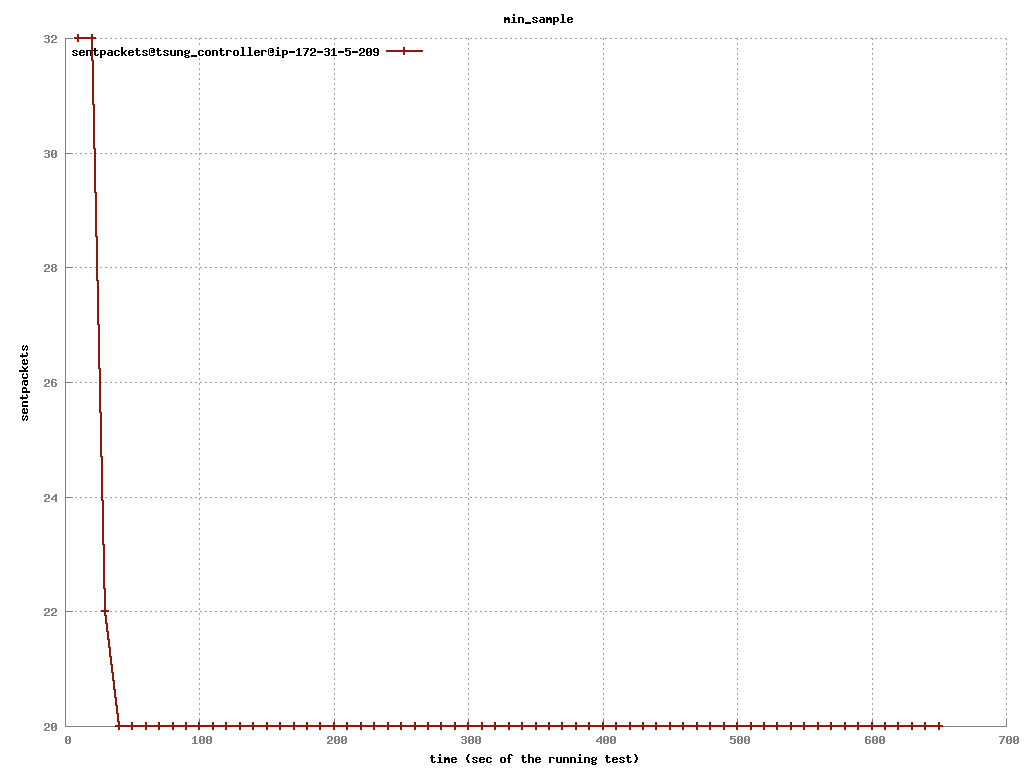 min_sample
32
sentpackets@tsung_controller@ip-172-31-5-209
30
28
26
24
22
20
sentpackets
0 100 200 300 400 500 600 700
time (sec of the running test)